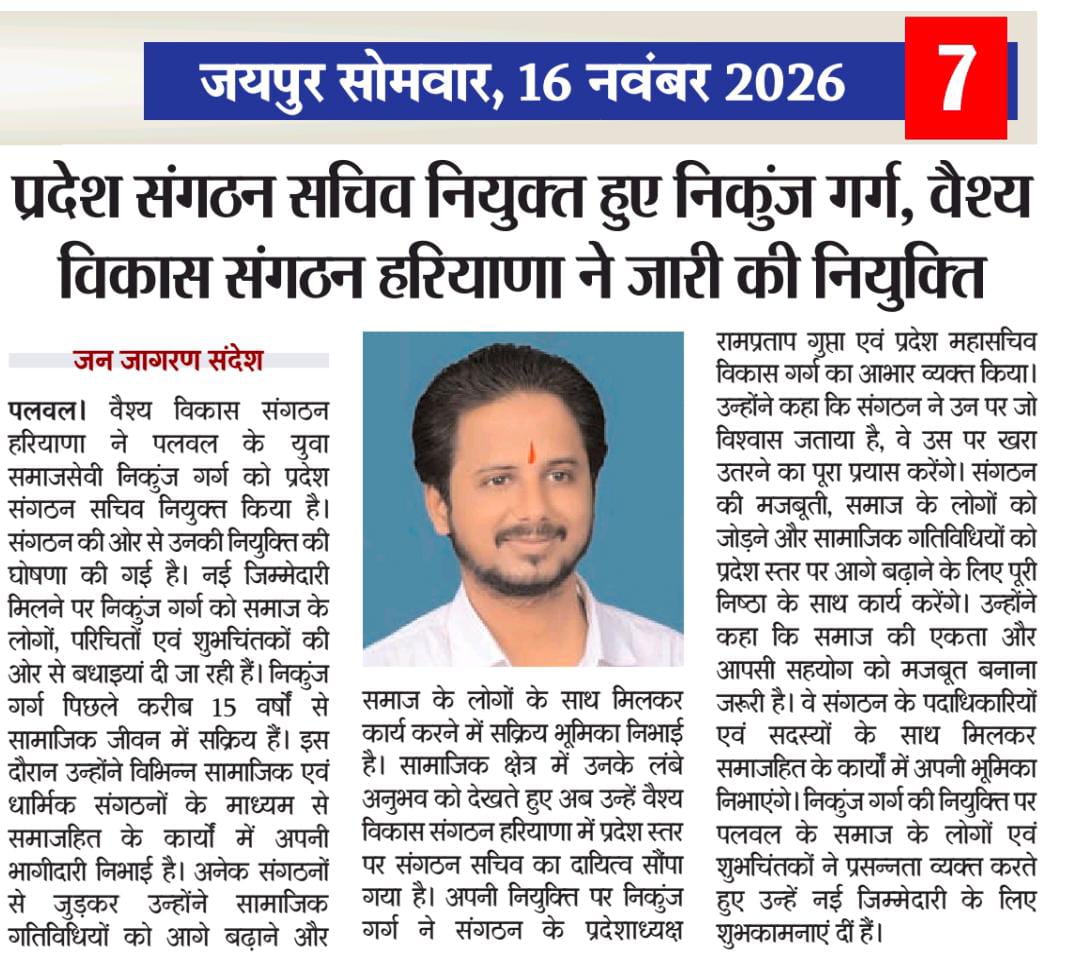 जयपुर सोमवार, 16 नवंबर 2026
7
प्रदेश संगठन सचिव नियुक्त हुए निकुंज गर्ग, वैश्य
विकास संगठन हरियाणा ने जारी की नियुक्ति
जन जागरण संदेश
पलवल। वैश्य विकास संगठन
हरियाणा ने पलवल के युवा
समाजसेवी निकुंज गर्ग को प्रदेश
संगठन सचिव नियुक्त किया है।
संगठन की ओर से उनकी नियुक्ति की
घोषणा की गई है। नई जिम्मेदारी
मिलने पर निकुंज गर्ग को समाज के
लोगों, परिचितों एवं शुभचिंतकों की
ओर से बधाइयां दी जा रही हैं। निकुंज
गर्ग पिछले करीब 15 वर्षों से
सामाजिक जीवन में सक्रिय हैं। इस
दौरान उन्होंने विभिन्न सामाजिक एवं
धार्मिक संगठनों के माध्यम से
समाजहित के कार्यों में अपनी
भागीदारी निभाई है। अनेक संगठनों
से जुड़कर उन्होंने सामाजिक
गतिविधियों को आगे बढ़ाने और
समाज के लोगों के साथ मिलकर
कार्य करने में सक्रिय भूमिका निभाई
है। सामाजिक क्षेत्र में उनके लंबे
अनुभव को देखते हुए अब उन्हें वैश्य
विकास संगठन हरियाणा में प्रदेश स्तर
पर संगठन सचिव का दायित्व सौंपा
गया है। अपनी नियुक्ति पर निकुंज
गर्ग ने संगठन के प्रदेशाध्यक्ष
रामप्रताप गुप्ता एवं प्रदेश महासचिव
विकास गर्ग का आभार व्यक्त किया।
उन्होंने कहा कि संगठन ने उन पर जो
विश्वास जताया है, वे उस पर खरा
उतरने का पूरा प्रयास करेंगे। संगठन
की मजबूती, समाज के लोगों को
जोड़ने और सामाजिक गतिविधियों को
प्रदेश स्तर पर आगे बढ़ाने के लिए पूरी
निष्ठा के साथ कार्य करेंगे। उन्होंने
कहा कि समाज की एकता और
आपसी सहयोग को मजबूत बनाना
जरूरी है। वे संगठन के पदाधिकारियों
एवं सदस्यों के साथ मिलकर
समाजहित के कार्यों में अपनी भूमिका
निभाएंगे। निकुंज गर्ग की नियुक्ति पर
पलवल के समाज के लोगों एवं
शुभचिंतकों ने प्रसन्नता व्यक्त करते
हुए उन्हें नई जिम्मेदारी के लिए
शुभकामनाएं दीं हैं।